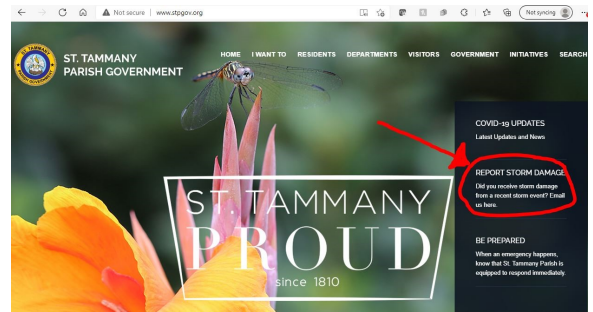 Not secure | www.stpgov.org
Not syncing
ST. TAMMANY
PARISH GOVERNMENT
HOME I WANT TO RESIDENTS DEPARTMENTS VISITORS GOVERNMENT INITIATIVES SEARCH
COVID-19 UPDATES
Latest Updates and News
REPORT STORM DAMAGE
Did you receive storm damage
from a recent storm event? Email
us here.
BE PREPARED
When an emergency happens,
know that St. Tammany Parish is
equipped to respond immediately.
ST. TAMMANY
PROUD
since 1810